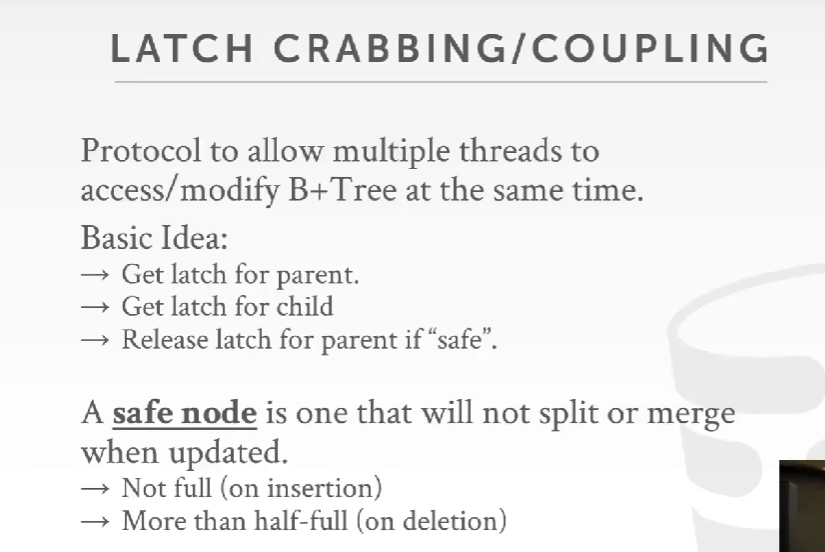 LATCH CRABBING/COUPLING
Protocol to allow multiple threads to
access/modify B+Tree at the same time.
Basic Idea:
→ Get latch for parent.
→ Get latch for child
→ Release latch for parent if “safe”.
A safe node is one that will not split or merge
when updated.
→ Not full (on insertion)
→ More than half-full (on deletion)